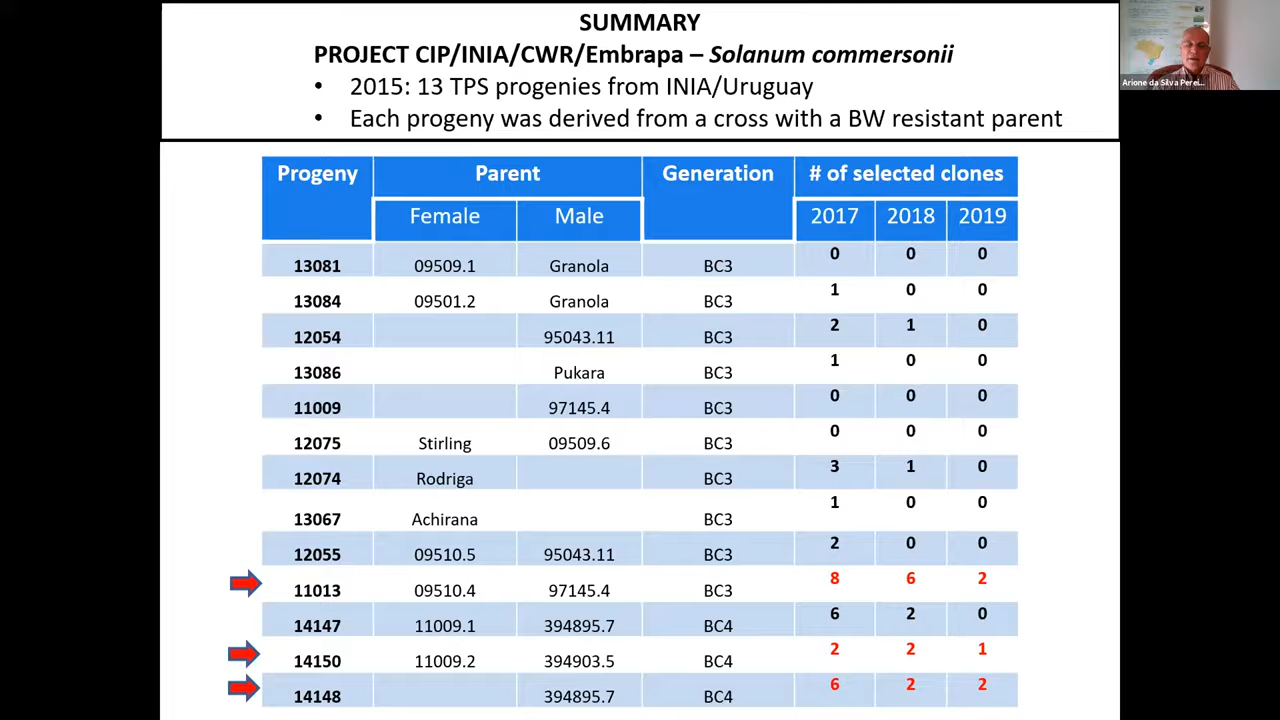 SUMMARY
PROJECT CIP/INIA/CWR/Embrapa – Solanum commersonii
• 2015: 13 TPS progenies from INIA/Uruguay
• Each progeny was derived from a cross with a BW resistant parent
Arione da Silva Perei...
Progeny Parent Generation # of selected clones
Female Male 2017 2018 2019
13081 09509.1 Granola BC3 0 0 0
13084 09501.2 Granola BC3 1 0 0
12054 95043.11 BC3 2 1 0
13086 Pukara BC3 1 0 0
11009 97145.4 BC3 0 0 0
12075 Stirling 09509.6 BC3 0 0 0
12074 Rodriga BC3 3 1 0
13067 Achirana BC3 1 0 0
12055 09510.5 95043.11 BC3 2 0 0
11013 09510.4 97145.4 BC3 8 6 2
14147 11009.1 394895.7 BC4 6 2 0
14150 11009.2 394903.5 BC4 2 2 1
14148 394895.7 BC4 6 2 2